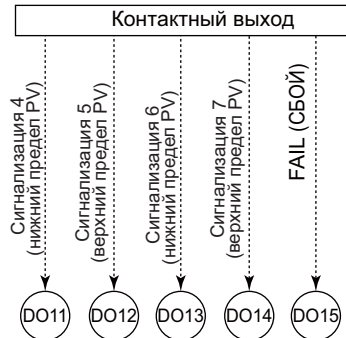 Контактный выход
Сигнализация 4
(нижний предел PV)
Сигнализация 5
(верхний предел PV)
Сигнализация 6
(нижний предел PV)
Сигнализация 7
(верхний предел PV)
FAIL (СБОЙ)
DO11
DO12
DO13
DO14
DO15